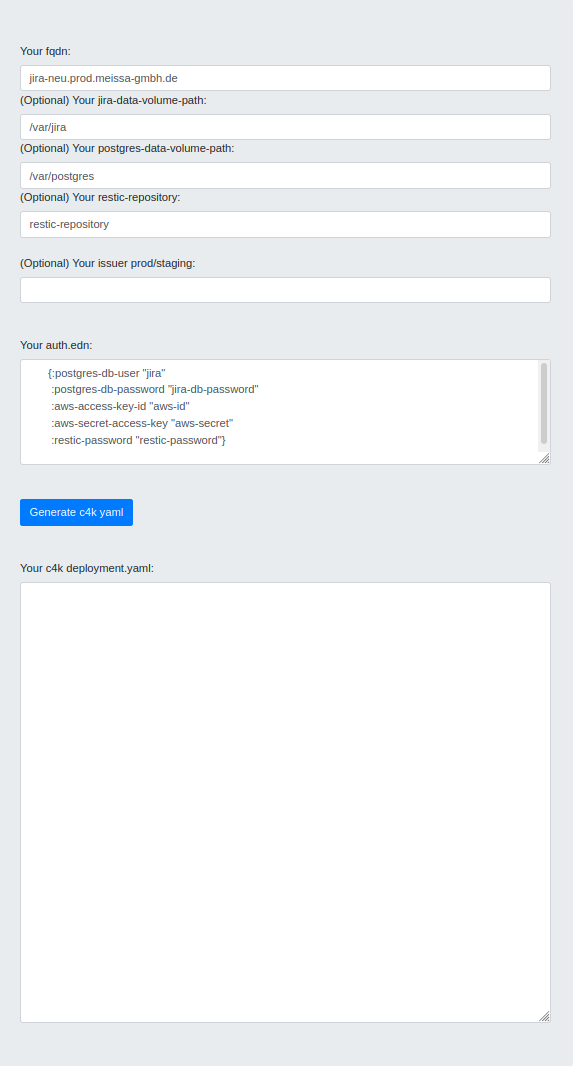 Your fqdn:
jira-neu.prod.meissa-gmbh.de
(Optional) Your jira-data-volume-path:
/var/jira
(Optional) Your postgres-data-volume-path:
/var/postgres
(Optional) Your restic-repository:
restic-repository
(Optional) Your issuer prod/staging:
Your auth.edn:
{:postgres-db-user "jira"
:postgres-db-password "jira-db-password"
:aws-access-key-id "aws-id"
:aws-secret-access-key "aws-secret"
:restic-password "restic-password"}
Generate c4k yaml
Your c4k deployment.yaml: